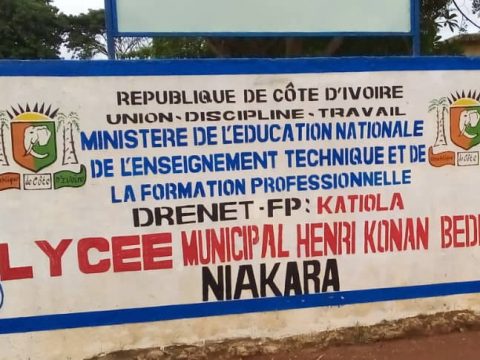 REPUBLIQUE DE CÔTE D'IVOIRE
UNION-DISCIPLINE-TRAVAIL
MINISTERE DE L'EDUCATION NATIONALE
DE L'ENSEIGNEMENT TECHNIQUE ET DE
LA FORMATION PROFESSIONNELLE
DRENET-FP: KATIOLA
LYCEE MUNICIPAL HENRI KONAN BEDI
NIAKARA